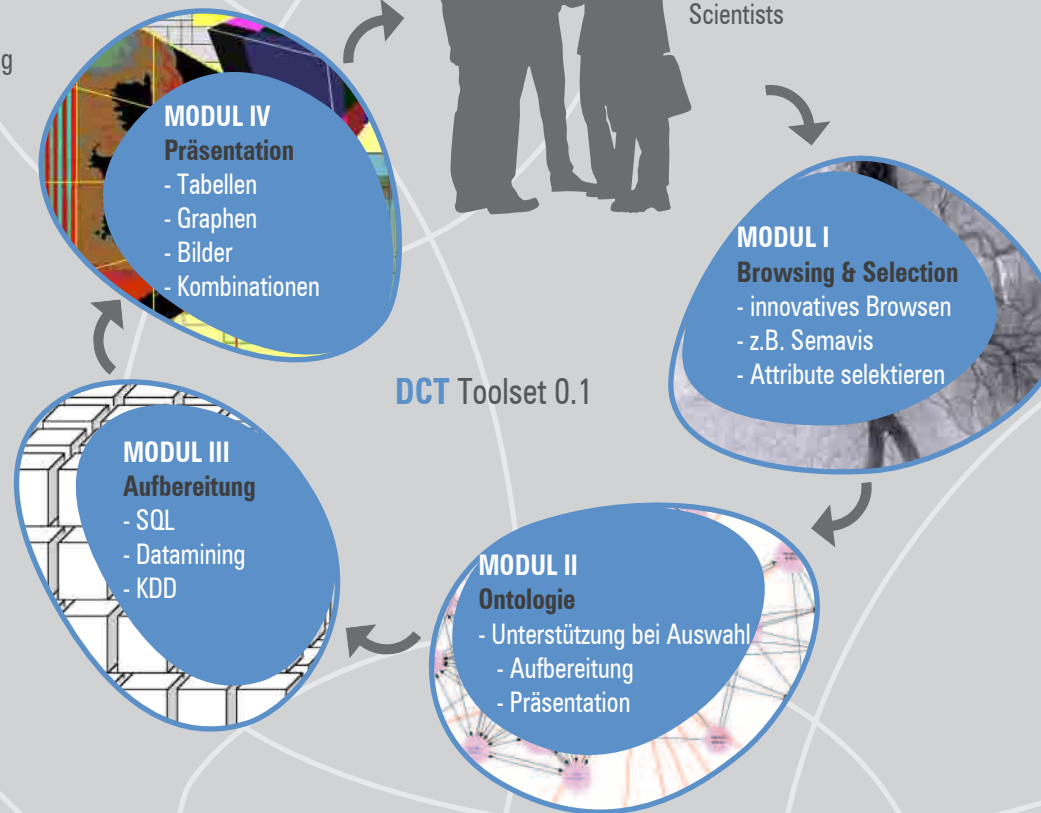 Scientists
g
MODUL IV
Präsentation
- Tabellen
- Graphen
- Bilder
- Kombinationen
MODUL I
Browsing & Selection
- innovatives Browsen
- z.B. Semavis
- Attribute selektieren
DCT Toolset 0.1
MODUL III
Aufbereitung
- SQL
- Datamining
- KDD
MODUL II
Ontologie
- Unterstützung bei Auswahl
- Aufbereitung
- Präsentation